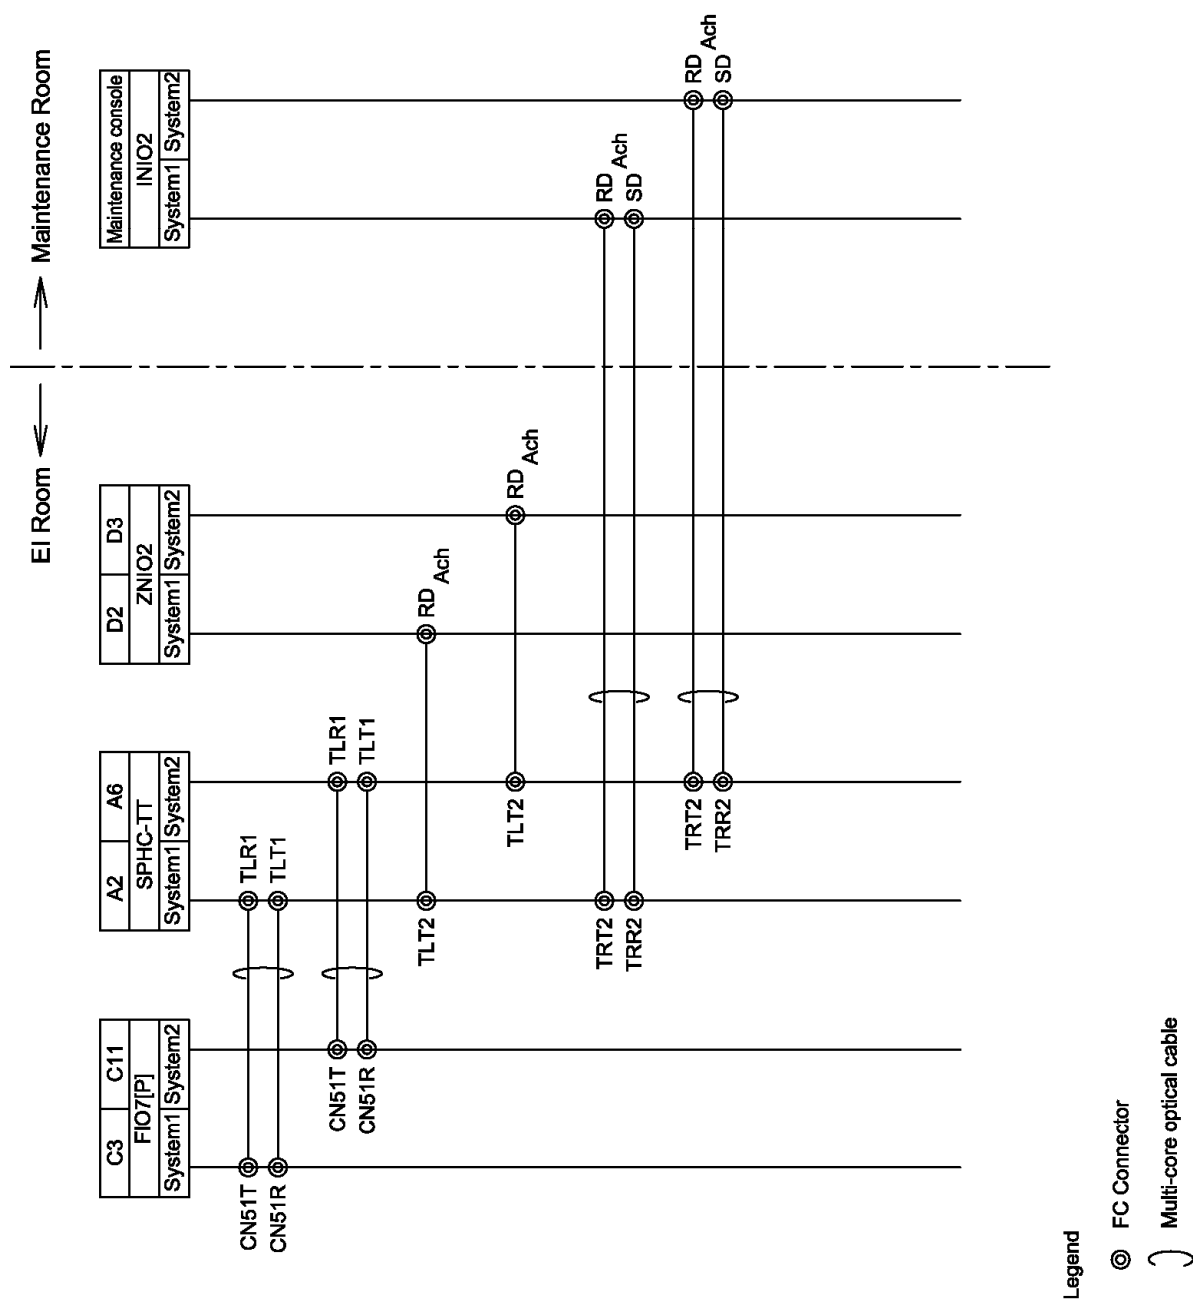 EI Room
Maintenance Room
C3
C11
FIO7[P]
System1
System2
A2
A6
SPHC-TT
System1
System2
D2
D3
ZNIO2
System1
System2
Maintenance console
INIO2
System1
System2
CN51T
TLR1
CN51R
TLT1
CN51T
TLR1
CN51R
TLT1
TLT2
RD
Ach
TLT2
RD
Ach
TRT2
RD
Ach
TRR2
SD
TRT2
RD
Ach
TRR2
SD
Legend
FC Connector
Multi-core optical cable